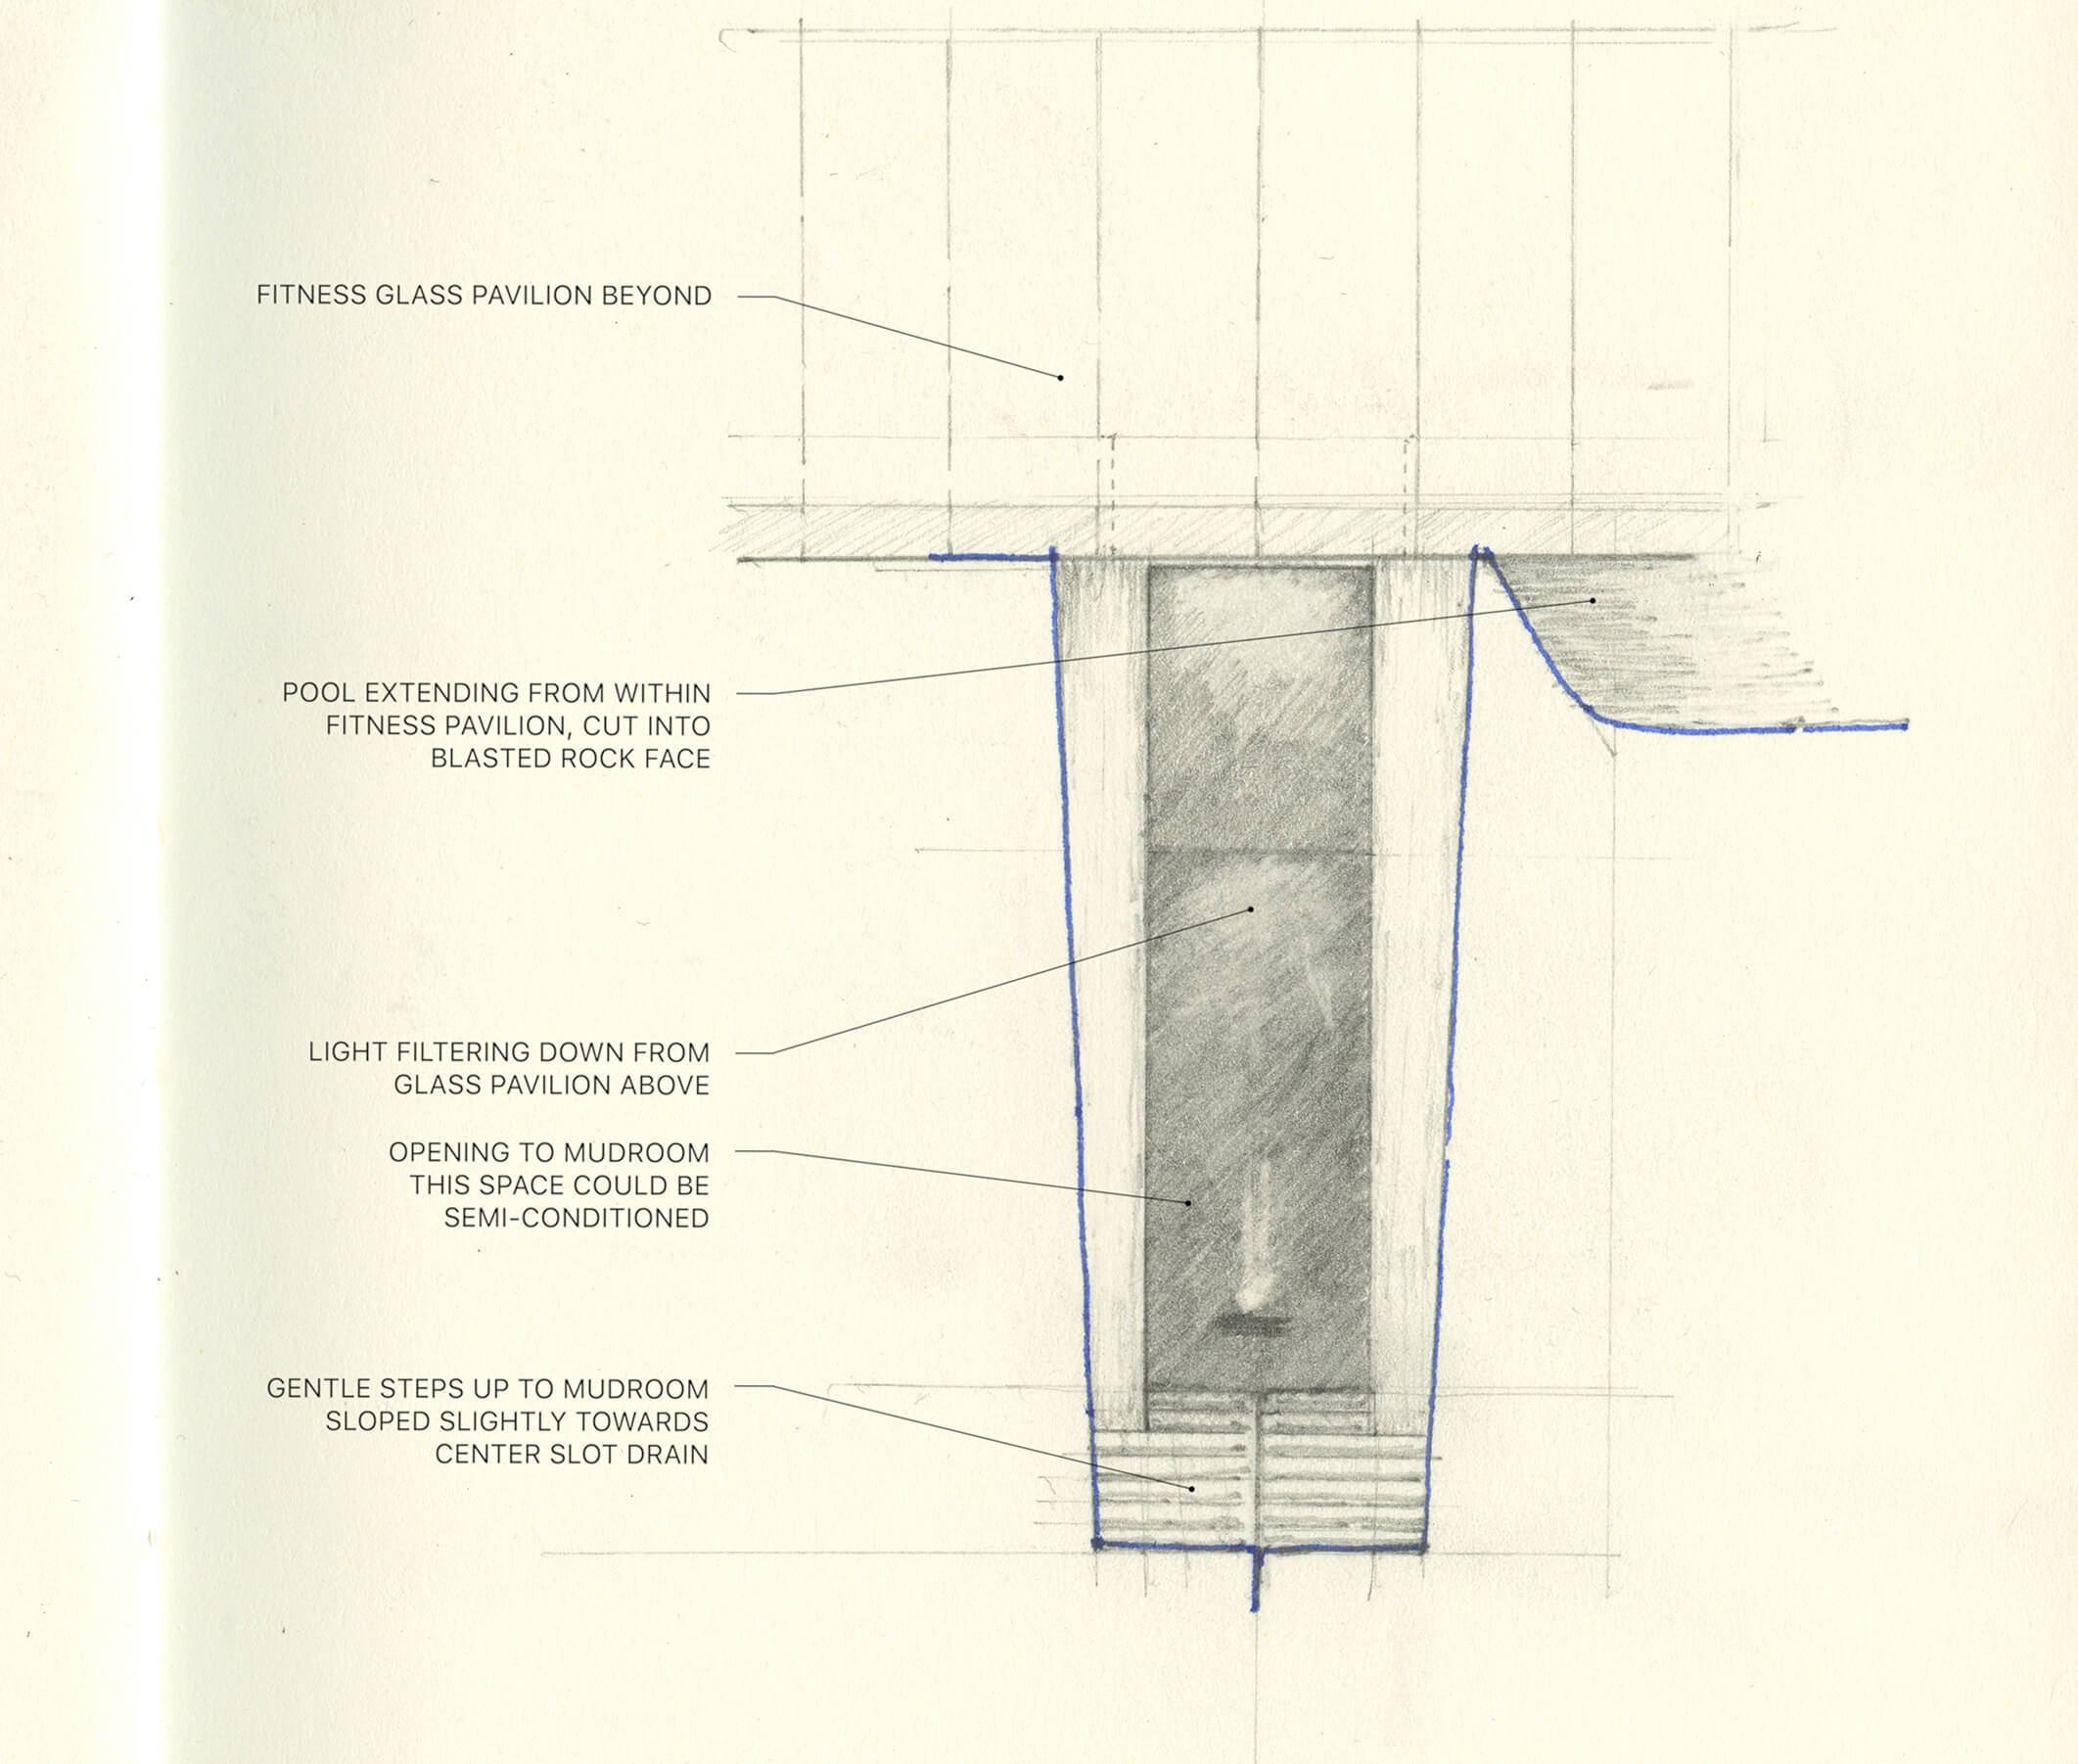 FITNESS GLASS PAVILION BEYOND
POOL EXTENDING FROM WITHIN
FITNESS PAVILION, CUT INTO
BLASTED ROCK FACE
LIGHT FILTERING DOWN FROM
GLASS PAVILION ABOVE
OPENING TO MUDROOM
THIS SPACE COULD BE
SEMI-CONDITIONED
GENTLE STEPS UP TO MUDROOM
SLOPED SLIGHTLY TOWARDS
CENTER SLOT DRAIN